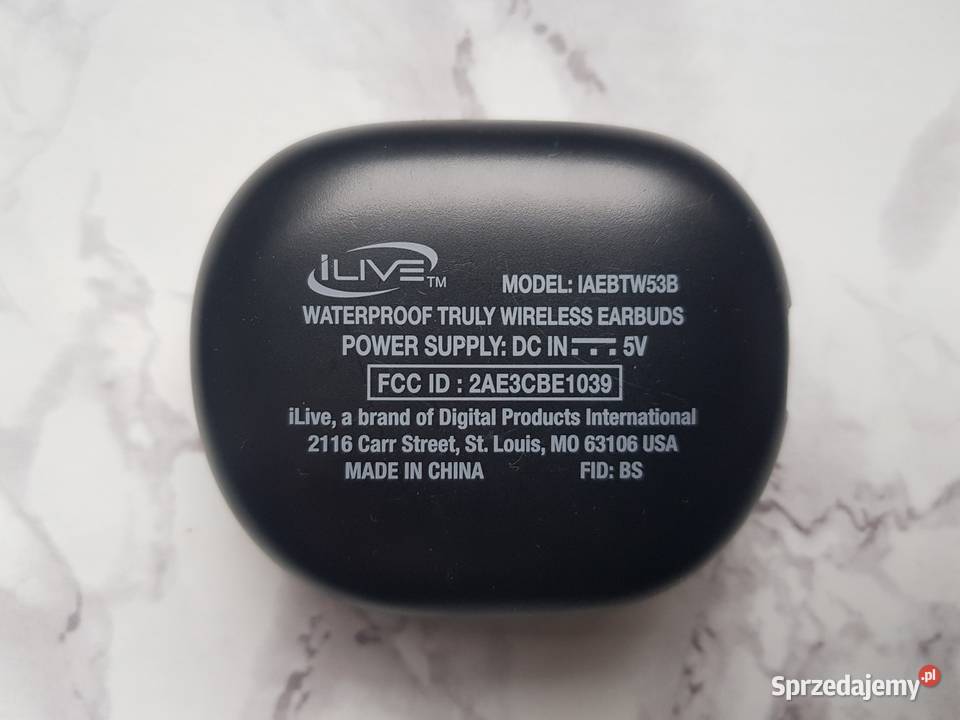 iLIVE™ MODEL: IAEBTW53B
WATERPROOF TRULY WIRELESS EARBUDS
POWER SUPPLY: DC IN ⎓ 5V
FCC ID : 2AE3CBE1039
iLive, a brand of Digital Products International
2116 Carr Street, St. Louis, MO 63106 USA
MADE IN CHINA FID: BS
Sprzedajemy.pl